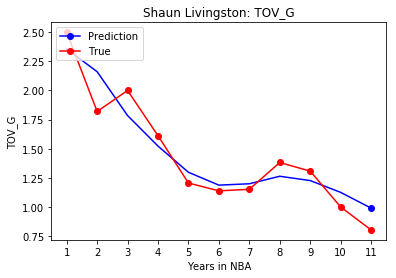 Shaun Livingston: TOV_G
Prediction
True
2.50
2.25
2.00
1.75
1.50
1.25
1.00
0.75
TOV_G
1 2 3 4 5 6 7 8 9 10 11
Years in NBA